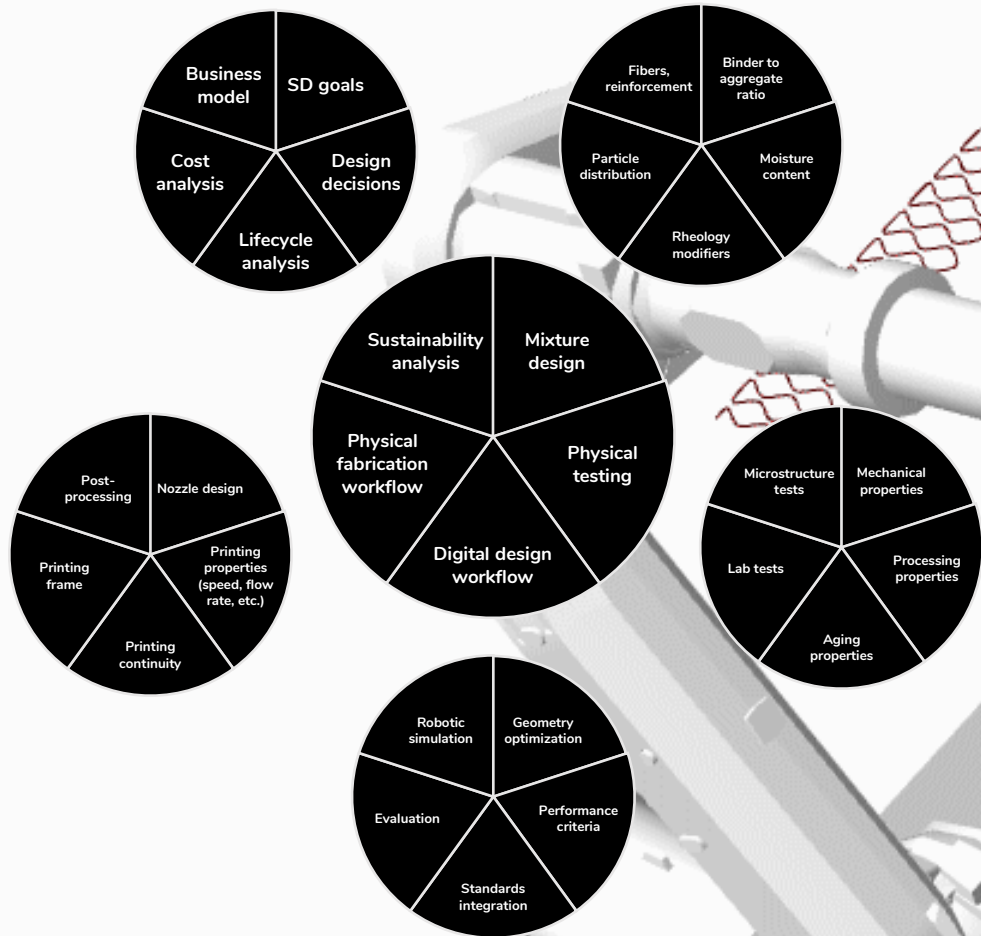 Business
model
SD goals
Cost
analysis
Design
decisions
Lifecycle
analysis
Fibers,
reinforcement
Binder to
aggregate
ratio
Particle
distribution
Moisture
content
Rheology
modifiers
Sustainability
analysis
Mixture
design
Physical
fabrication
workflow
Physical
testing
Digital design
workflow
Post-
processing
Nozzle design
Printing
frame
Printing
properties
(speed, flow
rate, etc.)
Printing
continuity
Microstructure
tests
Mechanical
properties
Lab tests
Processing
properties
Aging
properties
Robotic
simulation
Geometry
optimization
Evaluation
Performance
criteria
Standards
integration